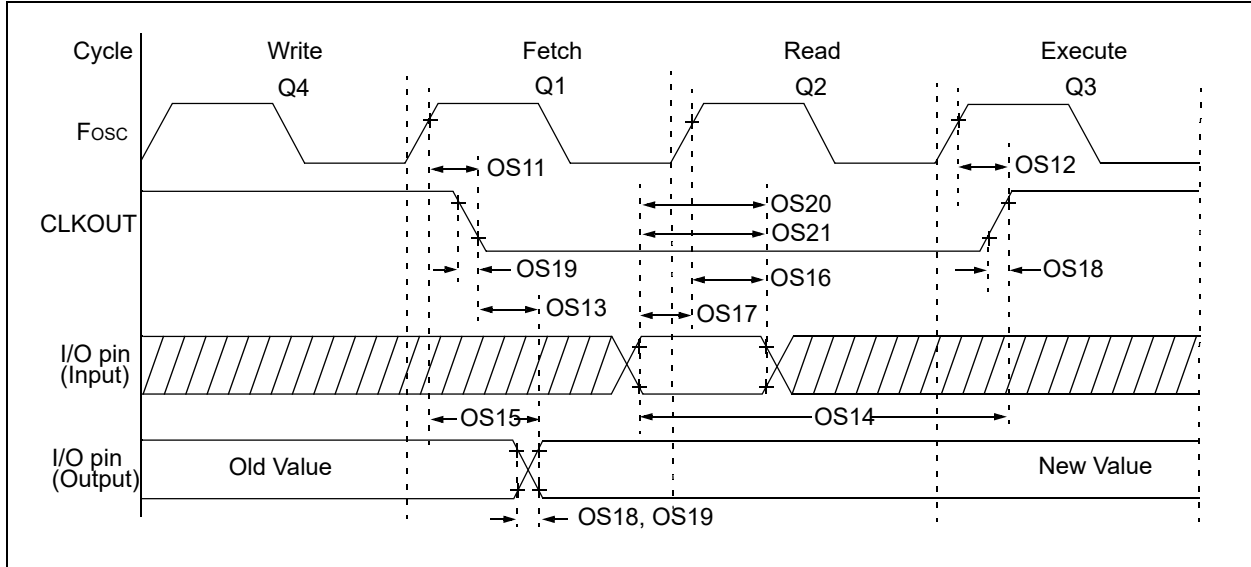 Cycle Write Fetch Read Execute
Q4 Q1 Q2 Q3
FOSC
OS11 OS12
OS20
CLKOUT
OS21
OS19 OS16 OS18
OS13 OS17
I/O pin
(Input)
OS15 OS14
I/O pin
(Output)
Old Value New Value
OS18, OS19